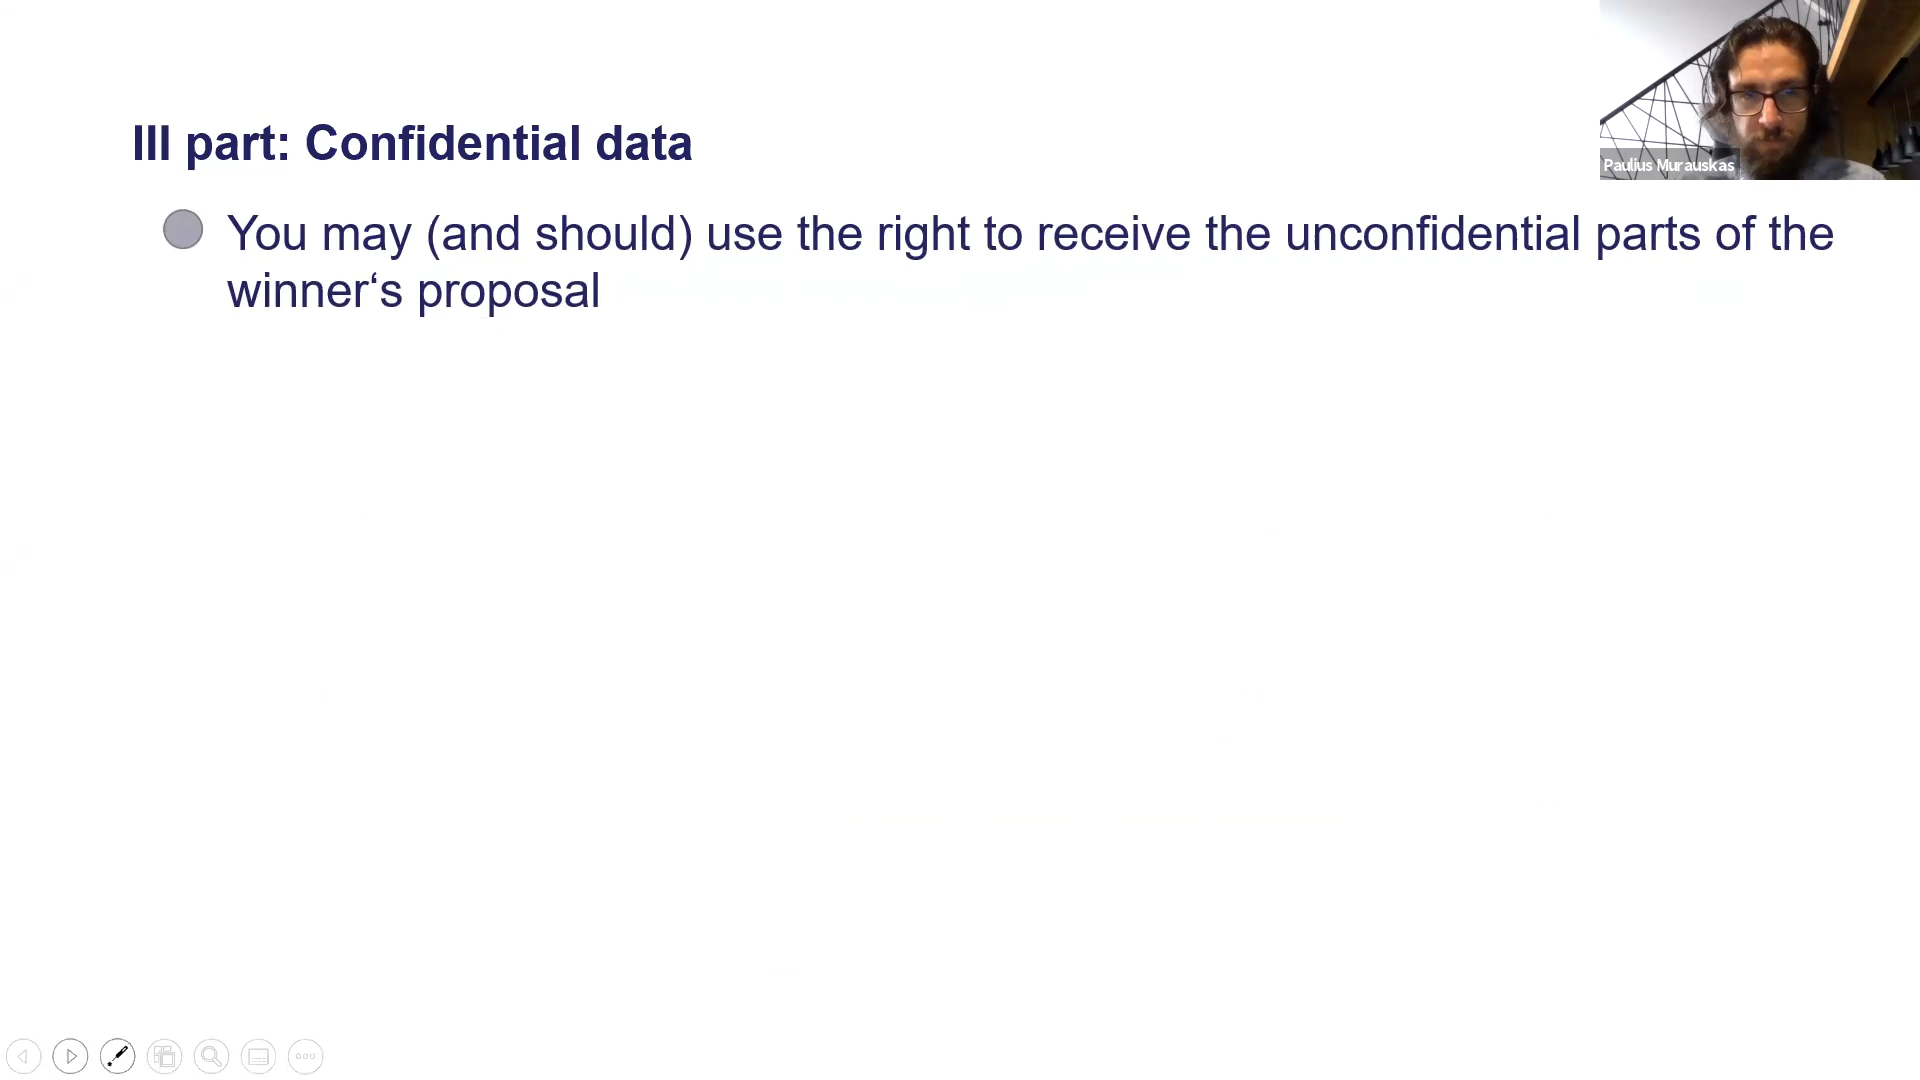 III part: Confidential data
You may (and should) use the right to receive the unconfidential parts of the
winner‘s proposal
Paulius Murauskas